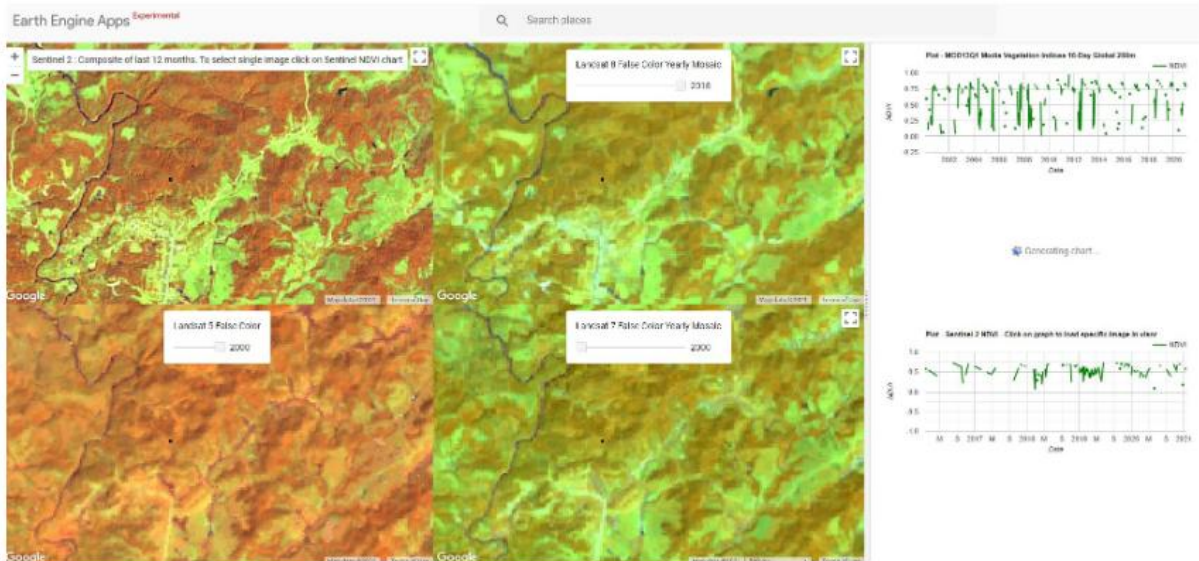 Earth Engine Apps Experimental
Search places
Sentinel 2 : Composite of last 12 months. To select single image click on Sentinel NDVI chart
+
−
Landsat 8 False Color Yearly Mosaic
Google
Google
Landsat 5 False Color
2000
Landsat 7 False Color Yearly Mosaic
Google
Google
Plot - MOD13Q1 Modis Vegetation Indices 16-Day Global 250m
NDVI
1.00
0.75
0.50
0.25
0.00
NDVI
2002 2004 2006 2008 2010 2012 2014 2016 2018 2020
Date
Generating chart...
Plot - Sentinel 2 NDVI - Click on graph to load specific image in
NDVI
1.0
0.5
0.0
-0.5
-1.0
NDVI
M S 2017 M S 2018 M S 2019 M S 2020 M S 2021
Date